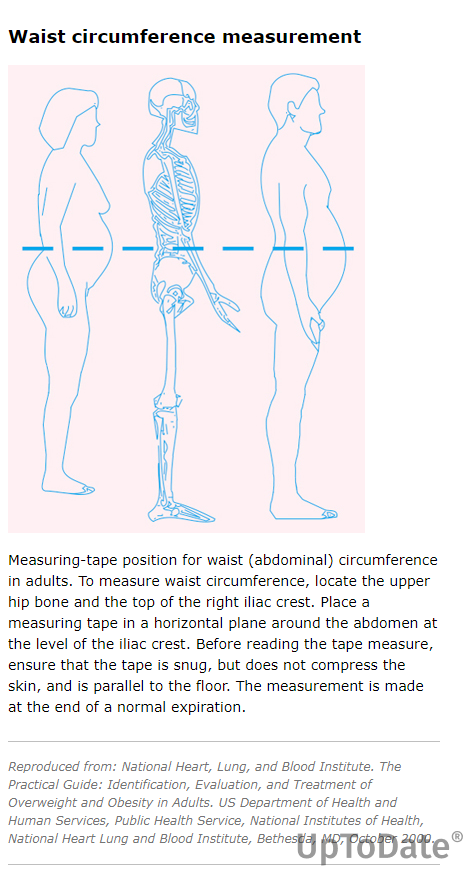 Waist circumference measurement
Measuring-tape position for waist (abdominal) circumference
in adults. To measure waist circumference, locate the upper
hip bone and the top of the right iliac crest. Place a
measuring tape in a horizontal plane around the abdomen at
the level of the iliac crest. Before reading the tape measure,
ensure that the tape is snug, but does not compress the
skin, and is parallel to the floor. The measurement is made
at the end of a normal expiration.
Reproduced from: National Heart, Lung, and Blood Institute. The
Practical Guide: Identification, Evaluation, and Treatment of
Overweight and Obesity in Adults. US Department of Health and
Human Services, Public Health Service, National Institutes of Health,
National Heart Lung and Blood Institute, Bethesda, MD, October 2000.
UpToDate®